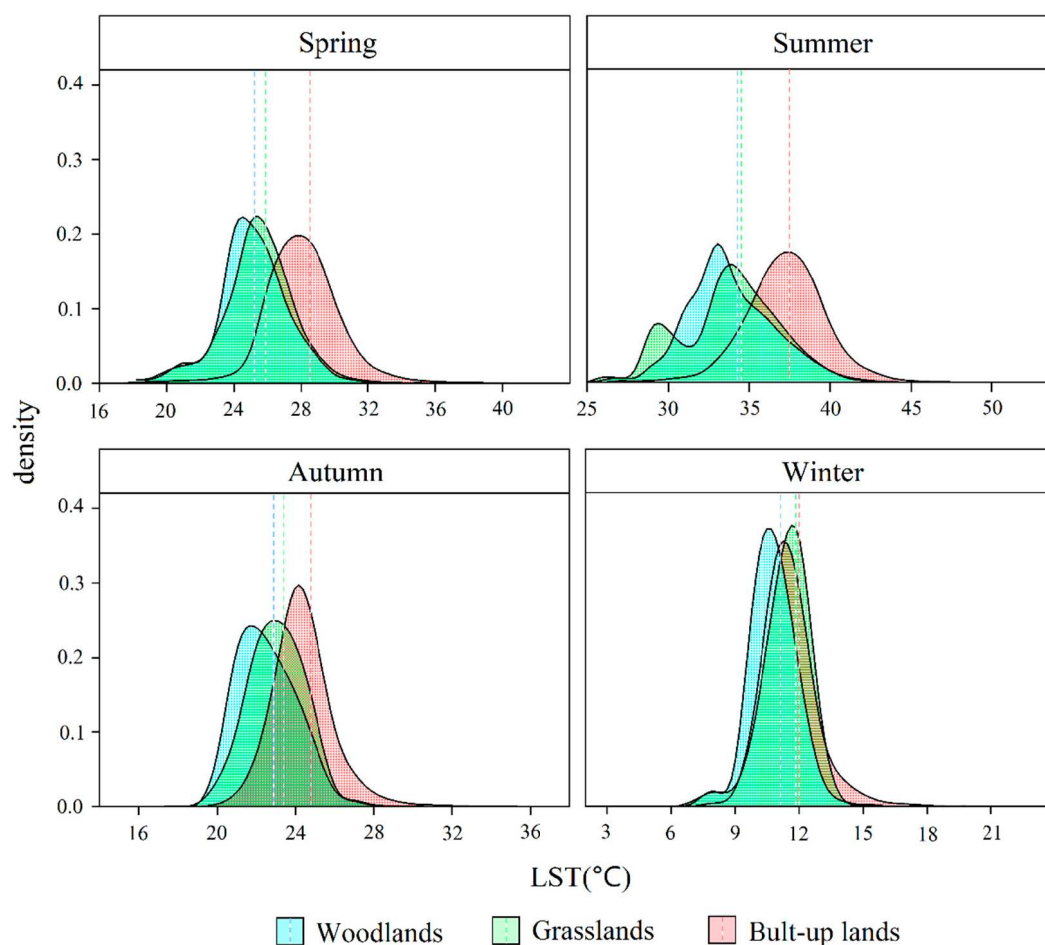 Spring
Summer
0.4
0.3
0.2
0.1
0.0
16 20 24 28 32 36 40
25 30 35 40 45 50
density
Autumn
Winter
0.4
0.3
0.2
0.1
0.0
16 20 24 28 32 36
3 6 9 12 15 18 21
LST(°C)
Woodlands Grasslands Bult-up lands